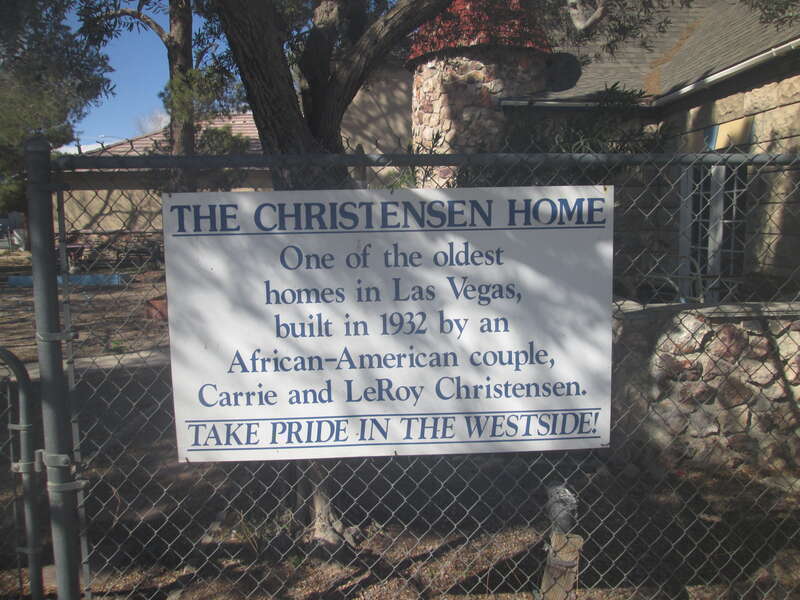 THE CHRISTENSEN HOME
One of the oldest
homes in Las Vegas,
built in 1932 by an
African-American couple,
Carrie and LeRoy Christensen.
TAKE PRIDE IN THE WESTSIDE!